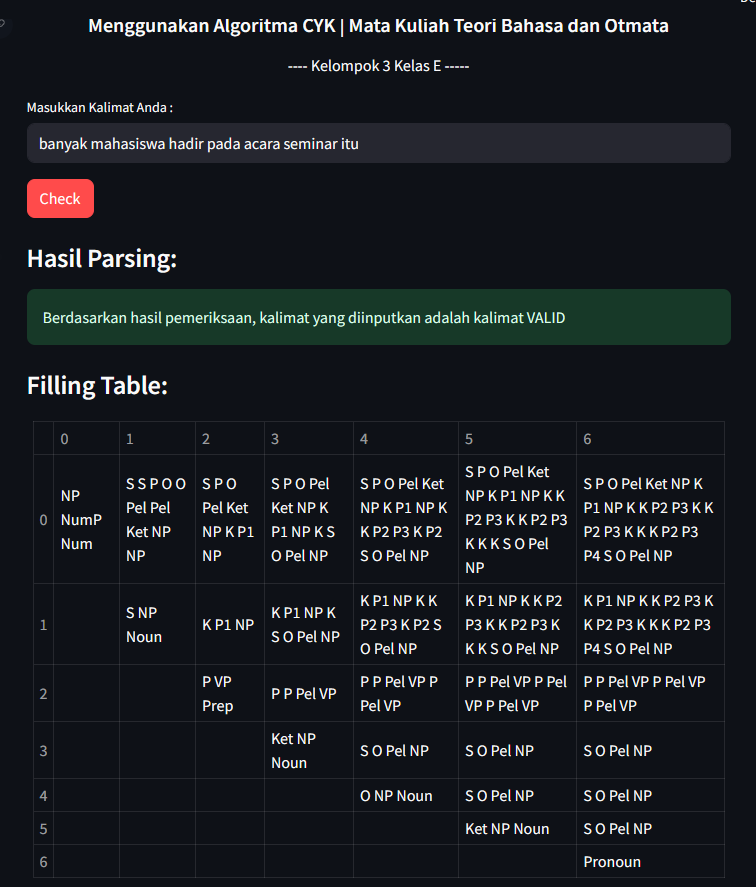 Menggunakan Algoritma CYK | Mata Kuliah Teori Bahasa dan Otmata
---- Kelompok 3 Kelas E -----
Masukkan Kalimat Anda :
banyak mahasiswa hadir pada acara seminar itu
Check
Hasil Parsing:
Berdasarkan hasil pemeriksaan, kalimat yang diinputkan adalah kalimat VALID
Filling Table:
0 1 2 3 4 5 6
0
NP
NumP
Num
S S P O O
Pel Pel
Ket NP
NP
S P O
Pel Ket
NP K P1
NP
S P O Pel
Ket NP K
P1 NP K S
O Pel NP
S P O Pel Ket
NP K P1 NP K
K P2 P3 K P2
S O Pel NP
S P O Pel Ket
NP K P1 NP K K
P2 P3 K K P2 P3
K K K S O Pel
NP
S P O Pel Ket NP K
P1 NP K K P2 P3 K K
P2 P3 K K K P2 P3
P4 S O Pel NP
1
S NP
Noun
K P1 NP
K P1 NP K
S O Pel NP
K P1 NP K K
P2 P3 K P2 S
O Pel NP
K P1 NP K K P2
P3 K K P2 P3 K
K K S O Pel NP
K P1 NP K K P2 P3 K
K P2 P3 K K K P2 P3
P4 S O Pel NP
2
P VP
Prep
P P Pel VP
P P Pel VP P
Pel VP
P P Pel VP P Pel
VP P Pel VP
P P Pel VP P Pel VP
P Pel VP
3
Ket NP
Noun
S O Pel NP
S O Pel NP
S O Pel NP
4
O NP Noun
S O Pel NP
S O Pel NP
5
Ket NP Noun
S O Pel NP
6
Pronoun